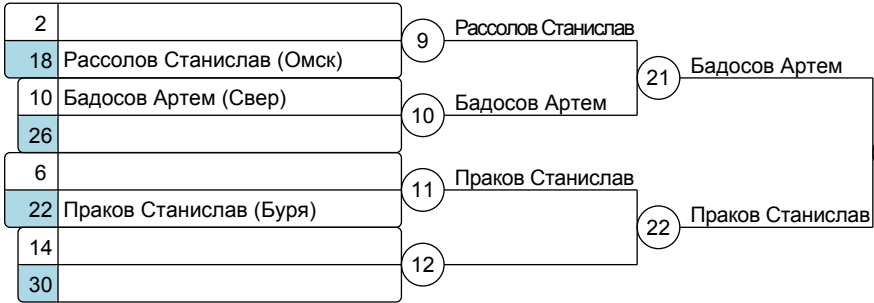 2
18 Рассолов Станислав (Омск)
10 Бадосов Артем (Свер)
26
6
22 Праков Станислав (Буря)
14
30
9 Рассолов Станислав
10 Бадосов Артем
11 Праков Станислав
12
21 Бадосов Артем
22 Праков Станислав